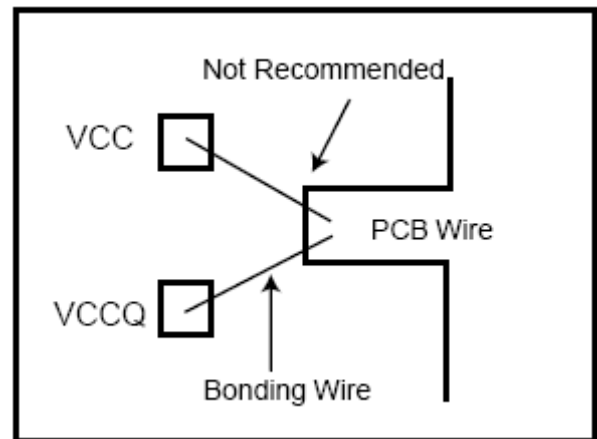 Not Recommended
VCC
PCB Wire
VCCQ
Bonding Wire